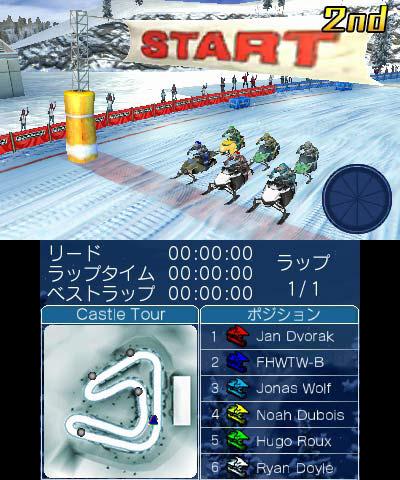 2nd
START
リード 00:00:00
ラップタイム 00:00:00
ベストラップ 00:00:00
ラップ
1/1
Castle Tour
ポジション
1 Jan Dvorak
2 FHWTW-B
3 Jonas Wolf
4 Noah Dubois
5 Hugo Roux
6 Ryan Doyle